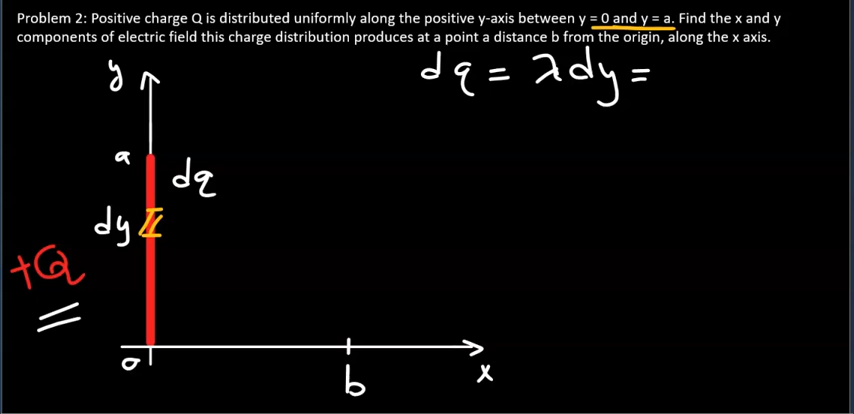 Problem 2: Positive charge Q is distributed uniformly along the positive y-axis between y = 0 and y = a. Find the x and y
components of electric field this charge distribution produces at a point a distance b from the origin, along the x axis.
y
dq = λdy =
a
dq
dy
+Q
0
b
x